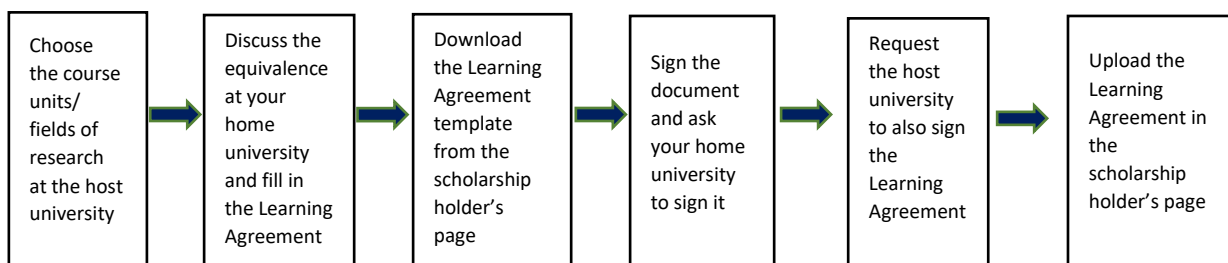 Choose
the course
units/
fields of
research
at the host
university
Discuss the
equivalence
at your
home
university
and fill in
the Learning
Agreement
Download
the Learning
Agreement
template
from the
scholarship
holder’s
page
Sign the
document
and ask
your home
university
to sign it
Request
the host
university
to also sign
the
Learning
Agreement
Upload the
Learning
Agreement in
the
scholarship
holder’s page